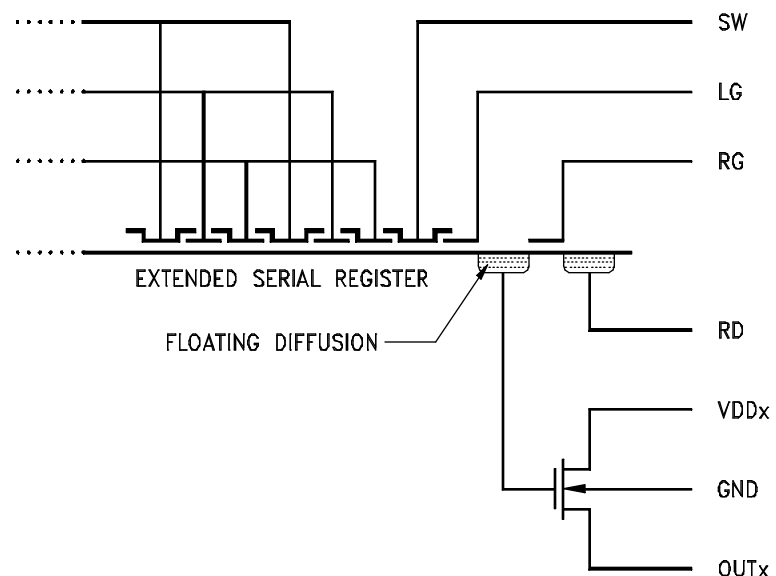 SW
LG
RG
EXTENDED SERIAL REGISTER
FLOATING DIFFUSION
RD
VDDx
GND
OUTx